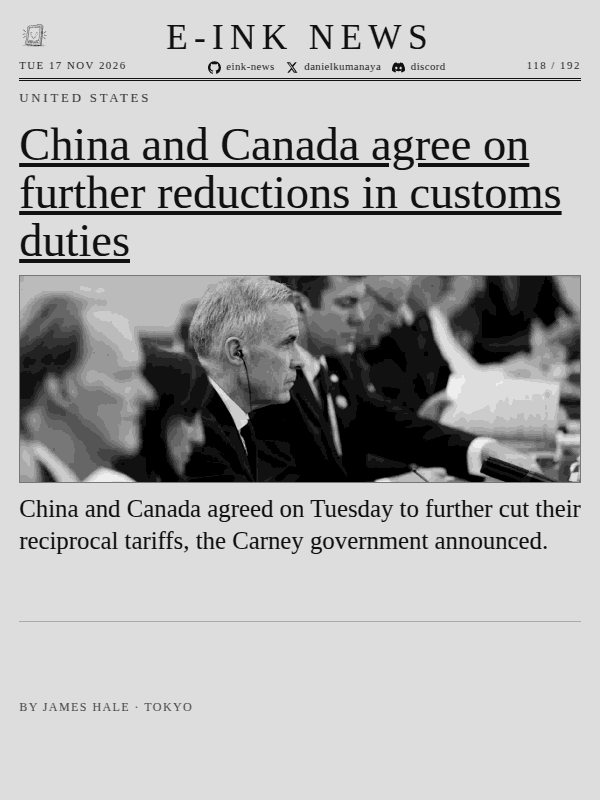 E-INK NEWS
TUE 17 NOV 2026
eink-news danielkumanaya discord
118 / 192
UNITED STATES
China and Canada agree on
further reductions in customs
duties
China and Canada agreed on Tuesday to further cut their
reciprocal tariffs, the Carney government announced.
BY JAMES HALE · TOKYO